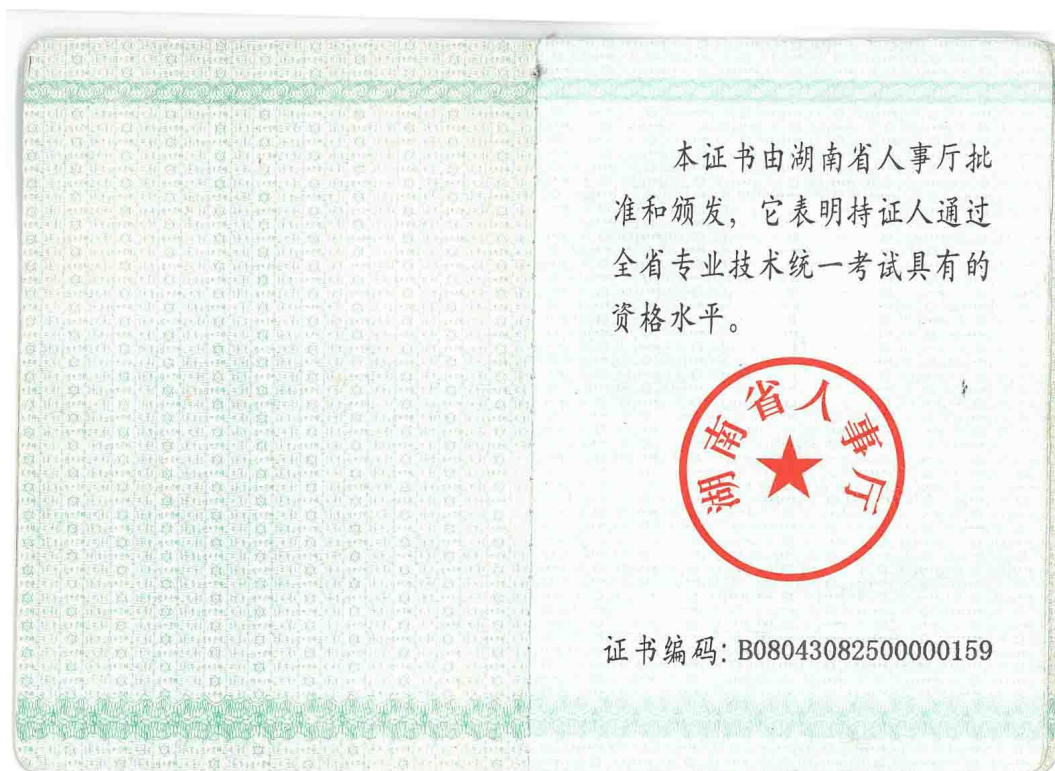 本证书由湖南省人事厅批
准和颁发，它表明持证人通过
全省专业技术统一考试具有的
资格水平。
湖南省人事厅
证书编码：B08043082500000159